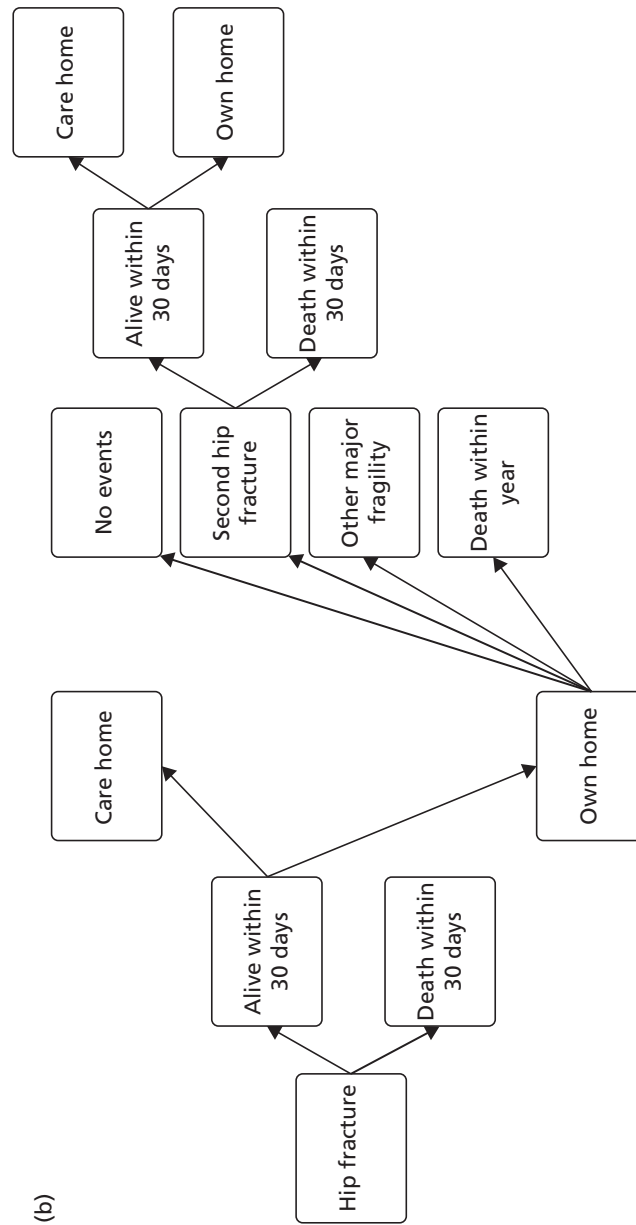 (b)
Hip fracture
Alive within
30 days
Death within
30 days
Care home
Own home
No events
Second hip
fracture
Other major
fragility
Death within
year
Alive within
30 days
Death within
30 days
Care home
Own home